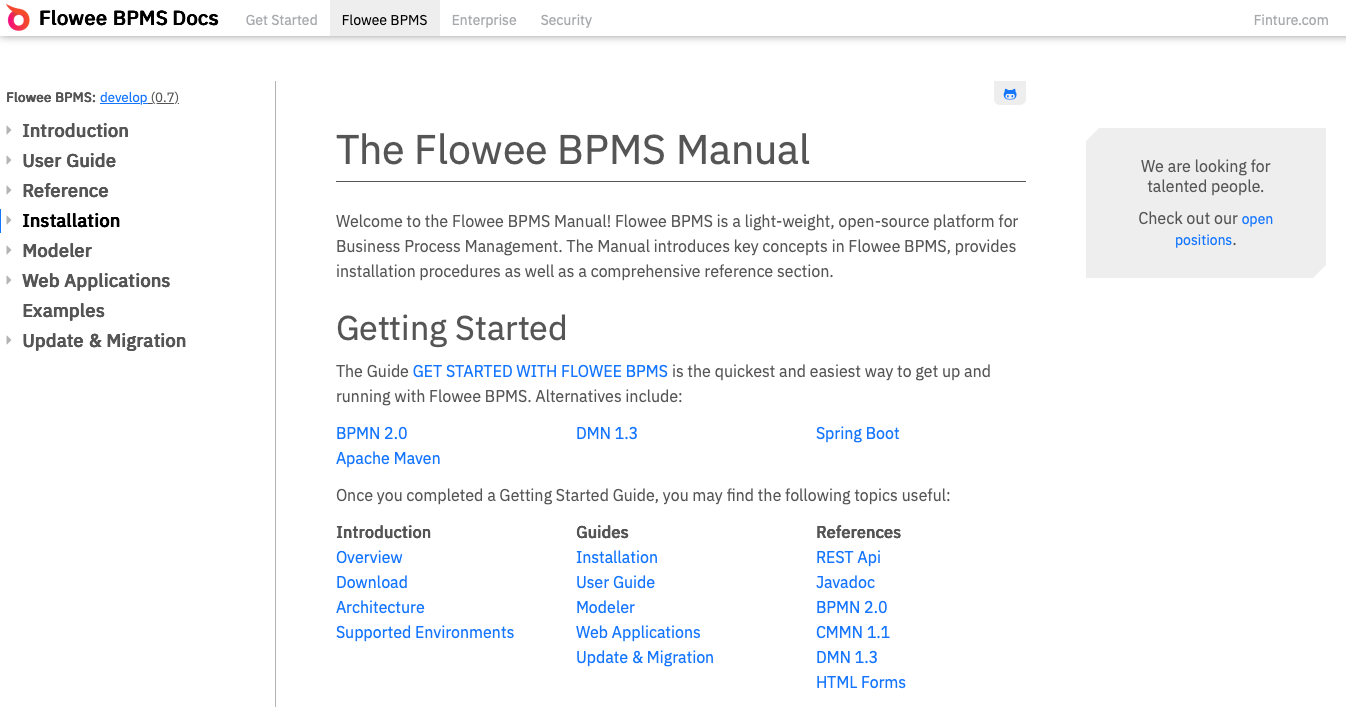 Flowee BPMS Docs Get Started Flowee BPMS Enterprise Security Finture.com
Flowee BPMS: develop (0.7)
Introduction
User Guide
Reference
Installation
Modeler
Web Applications
Examples
Update & Migration
The Flowee BPMS Manual
Welcome to the Flowee BPMS Manual! Flowee BPMS is a light-weight, open-source platform for
Business Process Management. The Manual introduces key concepts in Flowee BPMS, provides
installation procedures as well as a comprehensive reference section.
Getting Started
The Guide GET STARTED WITH FLOWEE BPMS is the quickest and easiest way to get up and
running with Flowee BPMS. Alternatives include:
BPMN 2.0 DMN 1.3 Spring Boot
Apache Maven
Once you completed a Getting Started Guide, you may find the following topics useful:
Introduction
Overview
Download
Architecture
Supported Environments
Guides
Installation
User Guide
Modeler
Web Applications
Update & Migration
References
REST Api
Javadoc
BPMN 2.0
CMMN 1.1
DMN 1.3
HTML Forms
We are looking for
talented people.
Check out our open
positions.